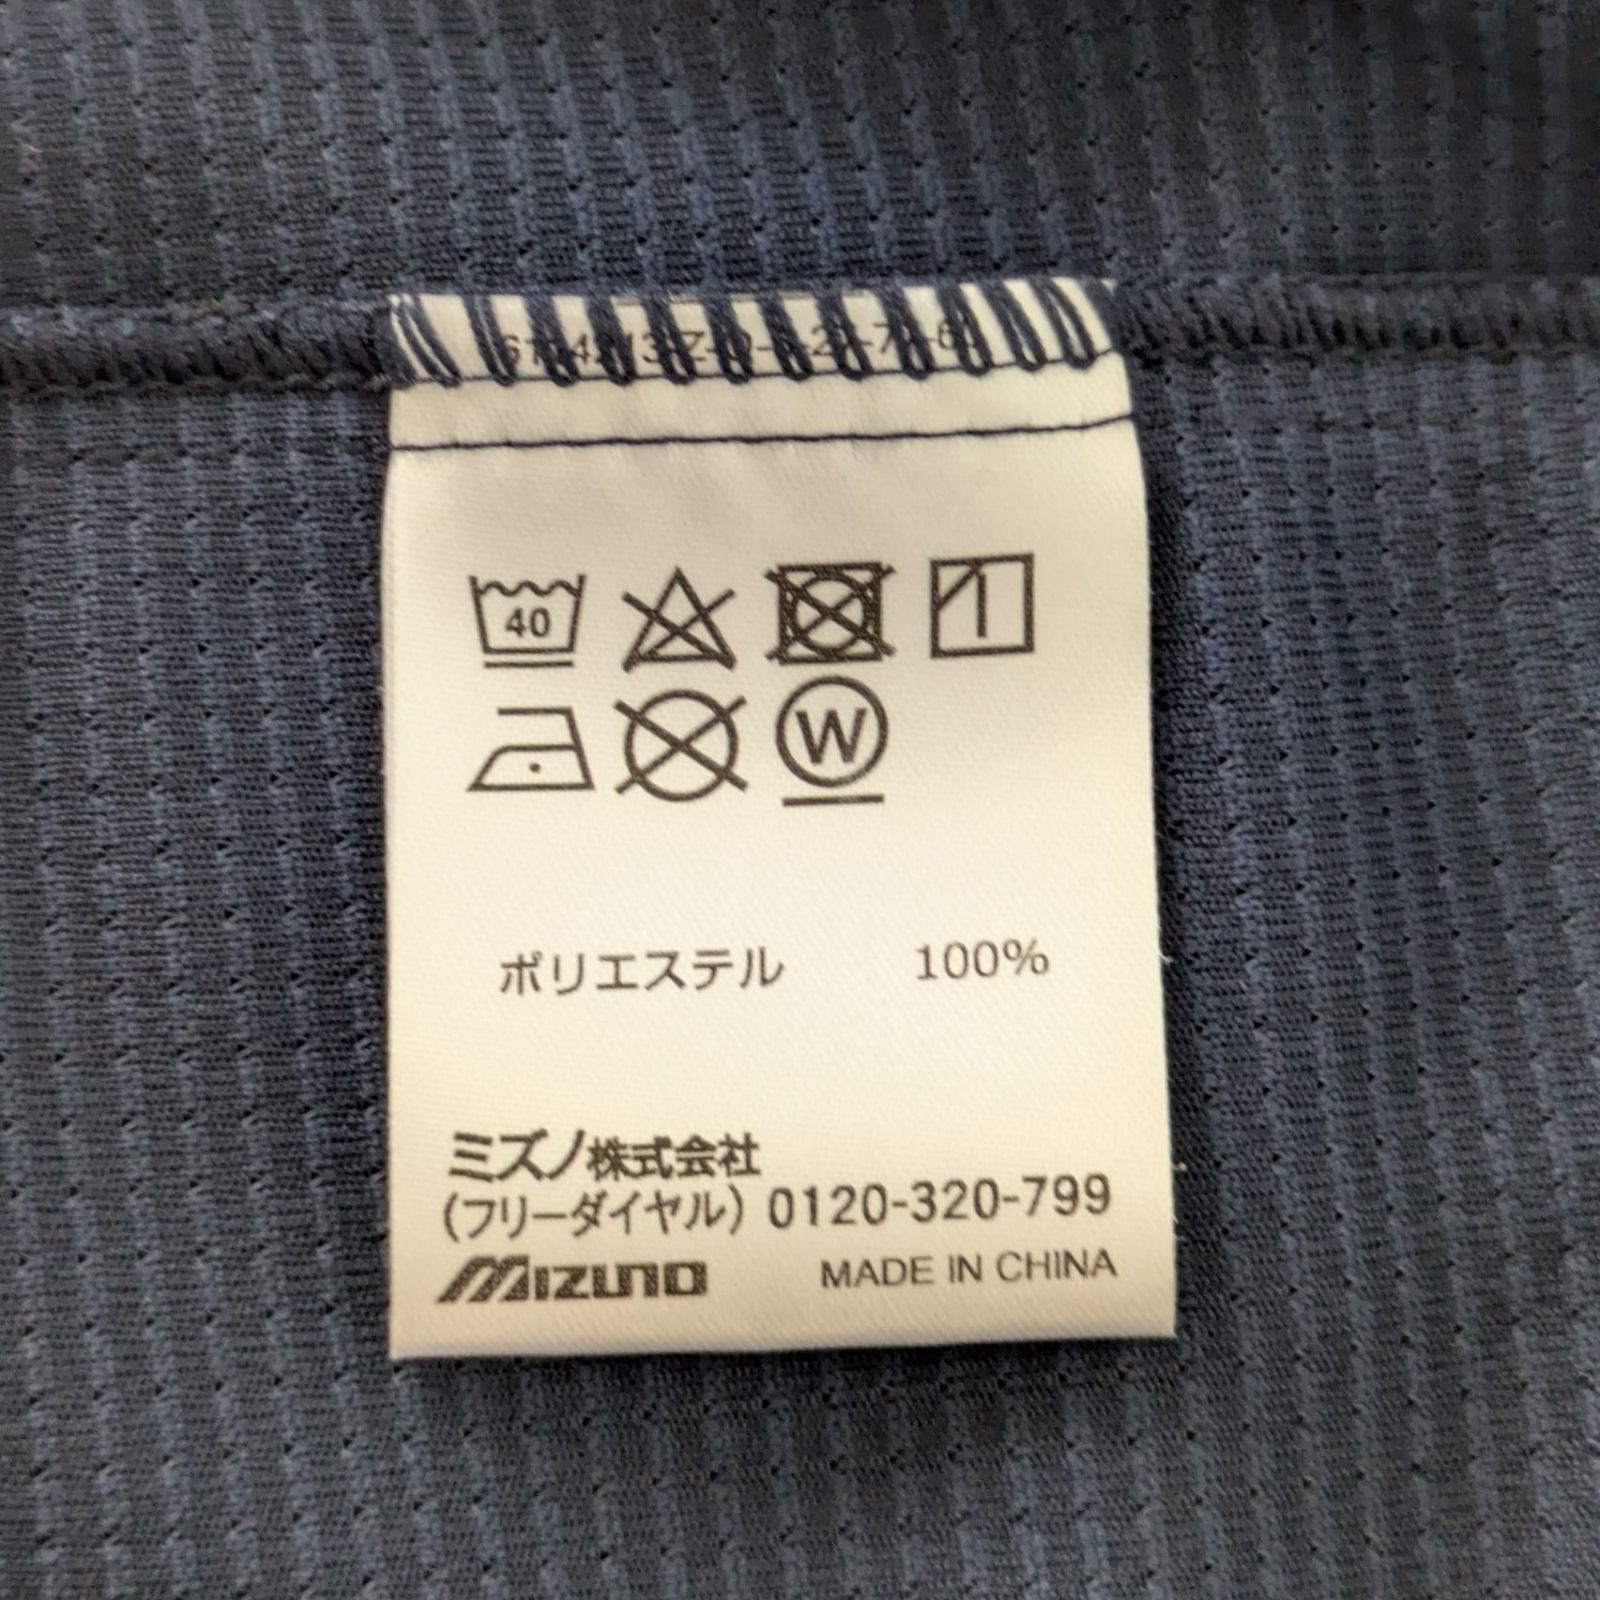 40
W
ポリエステル 100%
ミズノ株式会社
(フリーダイヤル) 0120-320-799
MIZUNO MADE IN CHINA